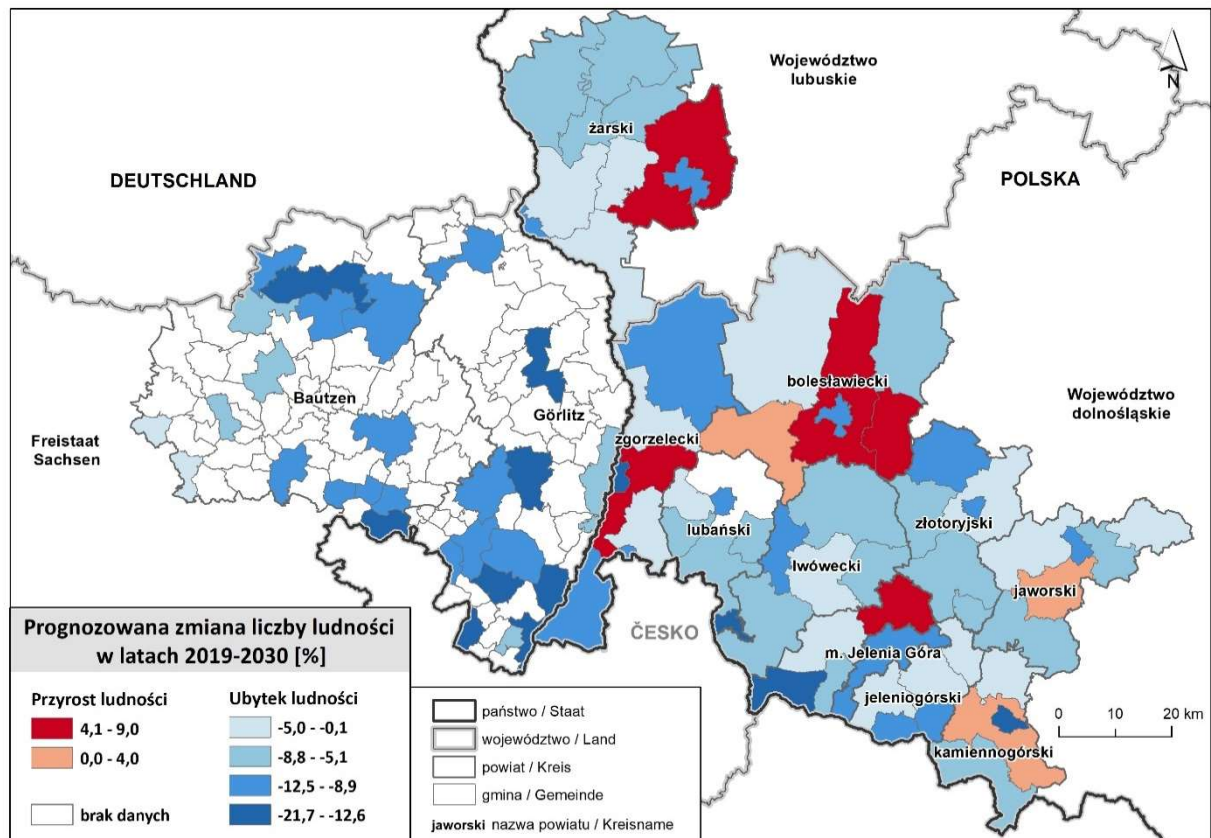 Województwo
lubuskie
N
żarski
DEUTSCHLAND
POLSKA
bolesławiecki
Województwo
dolnośląskie
Bautzen
Görlitz
Freistaat
Sachsen
zgorzelecki
lubański
złotoryjski
lwówecki
jaworski
ČESKO
m. Jelenia Góra
jeleniogórski
kamiennogórski
0 10 20 km
Prognozowana zmiana liczby ludności
w latach 2019-2030 [%]
Przyrost ludności
4,1 - 9,0
0,0 - 4,0
brak danych
Ubytek ludności
-5,0 - -0,1
-8,8 - -5,1
-12,5 - -8,9
-21,7 - -12,6
państwo / Staat
województwo / Land
powiat / Kreis
gmina / Gemeinde
jaworski nazwa powiatu / Kreisname